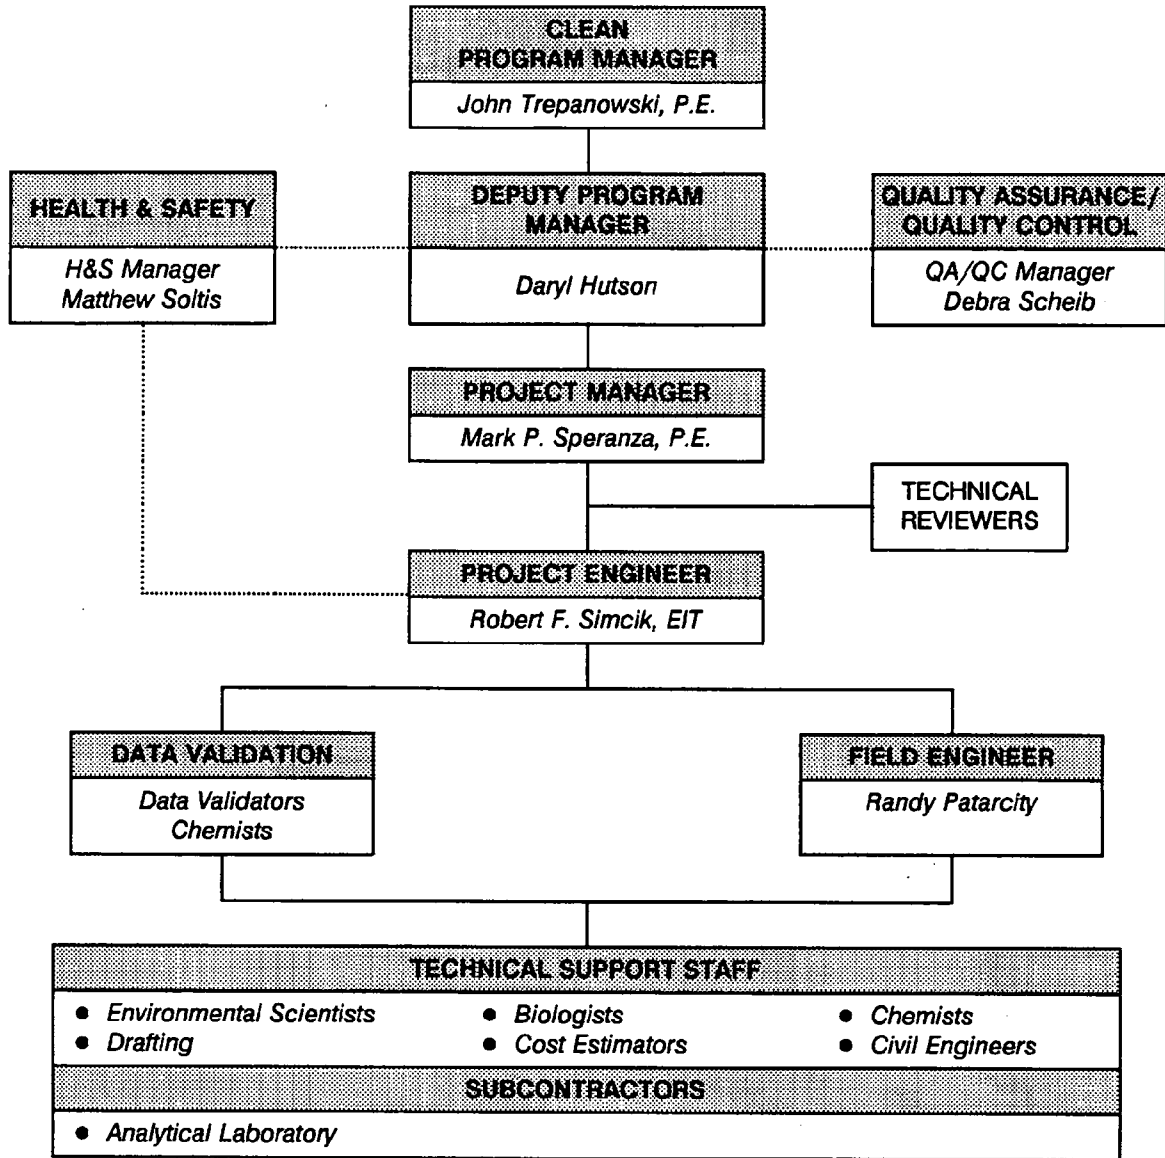 CLEAN
PROGRAM MANAGER
John Trepanowski, P.E.
HEALTH & SAFETY
H&S Manager
Matthew Soltis
DEPUTY PROGRAM
MANAGER
Daryl Hutson
QUALITY ASSURANCE/
QUALITY CONTROL
QA/QC Manager
Debra Scheib
PROJECT MANAGER
Mark P. Speranza, P.E.
TECHNICAL
REVIEWERS
PROJECT ENGINEER
Robert F. Simcik, EIT
DATA VALIDATION
Data Validators
Chemists
FIELD ENGINEER
Randy Patarcity
TECHNICAL SUPPORT STAFF
● Environmental Scientists
● Biologists
● Chemists
● Drafting
● Cost Estimators
● Civil Engineers
SUBCONTRACTORS
● Analytical Laboratory